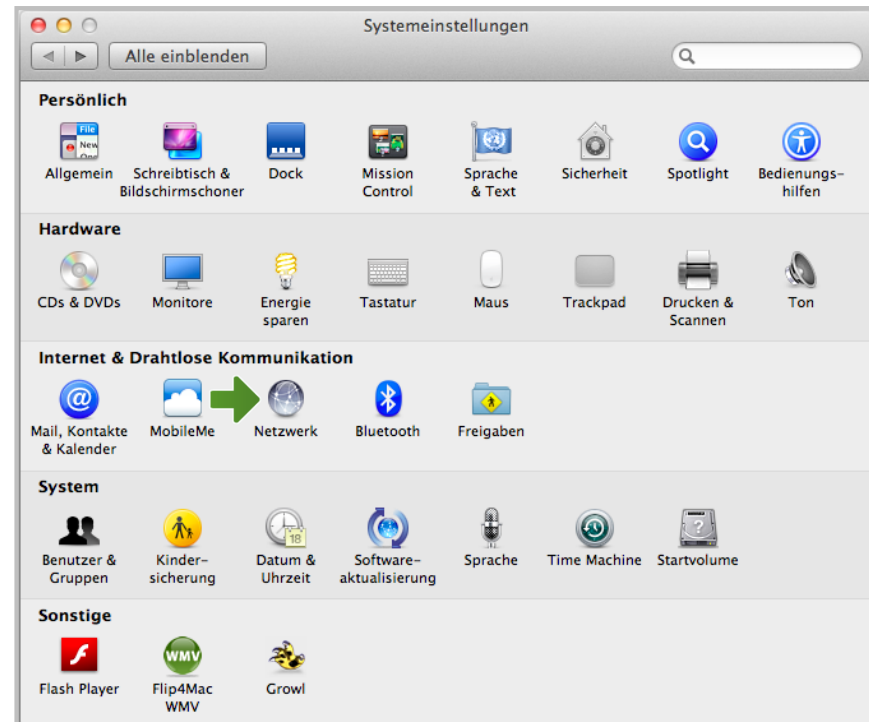 Systemeinstellungen
Alle einblenden
Persönlich
File
New
One
Allgemein
Schreibtisch &
Bildschirmschoner
Dock
Mission
Control
Sprache
& Text
Sicherheit
Spotlight
Bedienungs-
hilfen
Hardware
CDs & DVDs
Monitore
Energie
sparen
Tastatur
Maus
Trackpad
Drucken &
Scannen
Ton
Internet & Drahtlose Kommunikation
@
Mail, Kontakte
& Kalender
MobileMe
Netzwerk
Bluetooth
Freigaben
System
Benutzer &
Gruppen
Kinder-
sicherung
18
Datum &
Uhrzeit
Software-
aktualisierung
Sprache
Time Machine
?
Startvolume
Sonstige
Flash Player
WMV
Flip4Mac
WMV
Growl